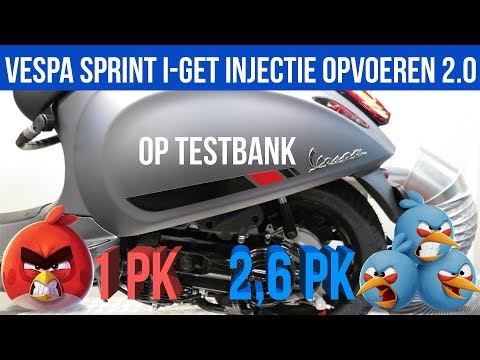 VESPA SPRINT I-GET INJECTIE OPVOEREN 2.0
OP TESTBANK
Vespa
1 PK
2,6 PK